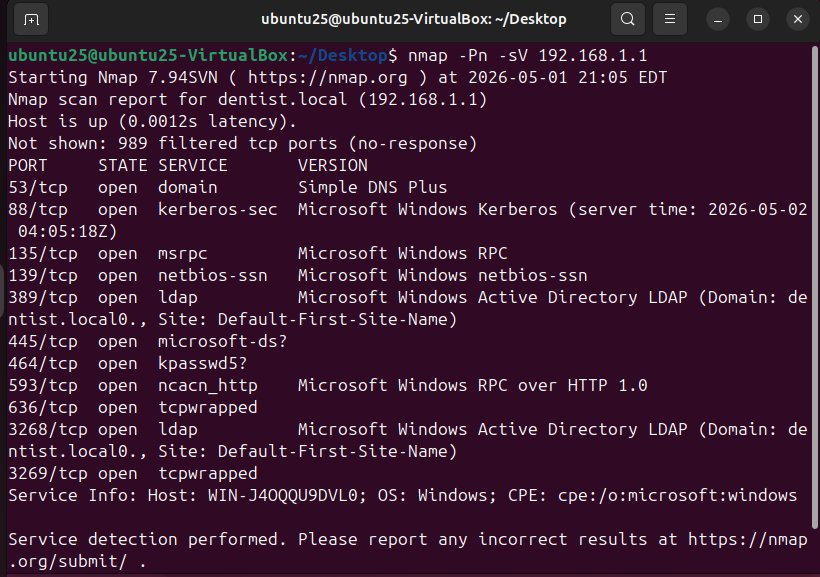 ubuntu25@ubuntu25-VirtualBox: ~/Desktop
ubuntu25@ubuntu25-VirtualBox:~/Desktop$ nmap -Pn -sV 192.168.1.1
Starting Nmap 7.94SVN ( https://nmap.org ) at 2026-05-01 21:05 EDT
Nmap scan report for dentist.local (192.168.1.1)
Host is up (0.0012s latency).
Not shown: 989 filtered tcp ports (no-response)
PORT     STATE SERVICE       VERSION
53/tcp   open  domain        Simple DNS Plus
88/tcp   open  kerberos-sec  Microsoft Windows Kerberos (server time: 2026-05-02
 04:05:18Z)
135/tcp  open  msrpc         Microsoft Windows RPC
139/tcp  open  netbios-ssn   Microsoft Windows netbios-ssn
389/tcp  open  ldap          Microsoft Windows Active Directory LDAP (Domain: de
ntist.local0., Site: Default-First-Site-Name)
445/tcp  open  microsoft-ds?
464/tcp  open  kpasswd5?
593/tcp  open  ncacn_http    Microsoft Windows RPC over HTTP 1.0
636/tcp  open  tcpwrapped
3268/tcp open  ldap          Microsoft Windows Active Directory LDAP (Domain: de
ntist.local0., Site: Default-First-Site-Name)
3269/tcp open  tcpwrapped
Service Info: Host: WIN-J4OQQU9DVL0; OS: Windows; CPE: cpe:/o:microsoft:windows

Service detection performed. Please report any incorrect results at https://nmap
.org/submit/ .